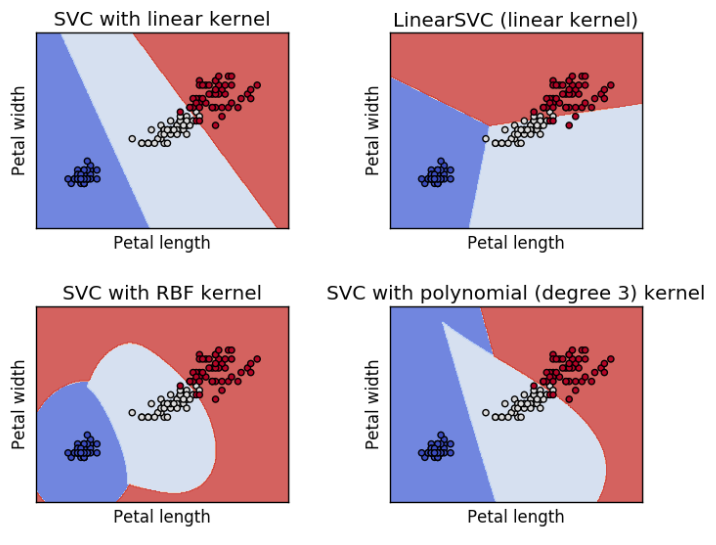 SVC with linear kernel
LinearSVC (linear kernel)
Petal width
Petal width
Petal length
Petal length
SVC with RBF kernel
SVC with polynomial (degree 3) kernel
Petal width
Petal width
Petal length
Petal length